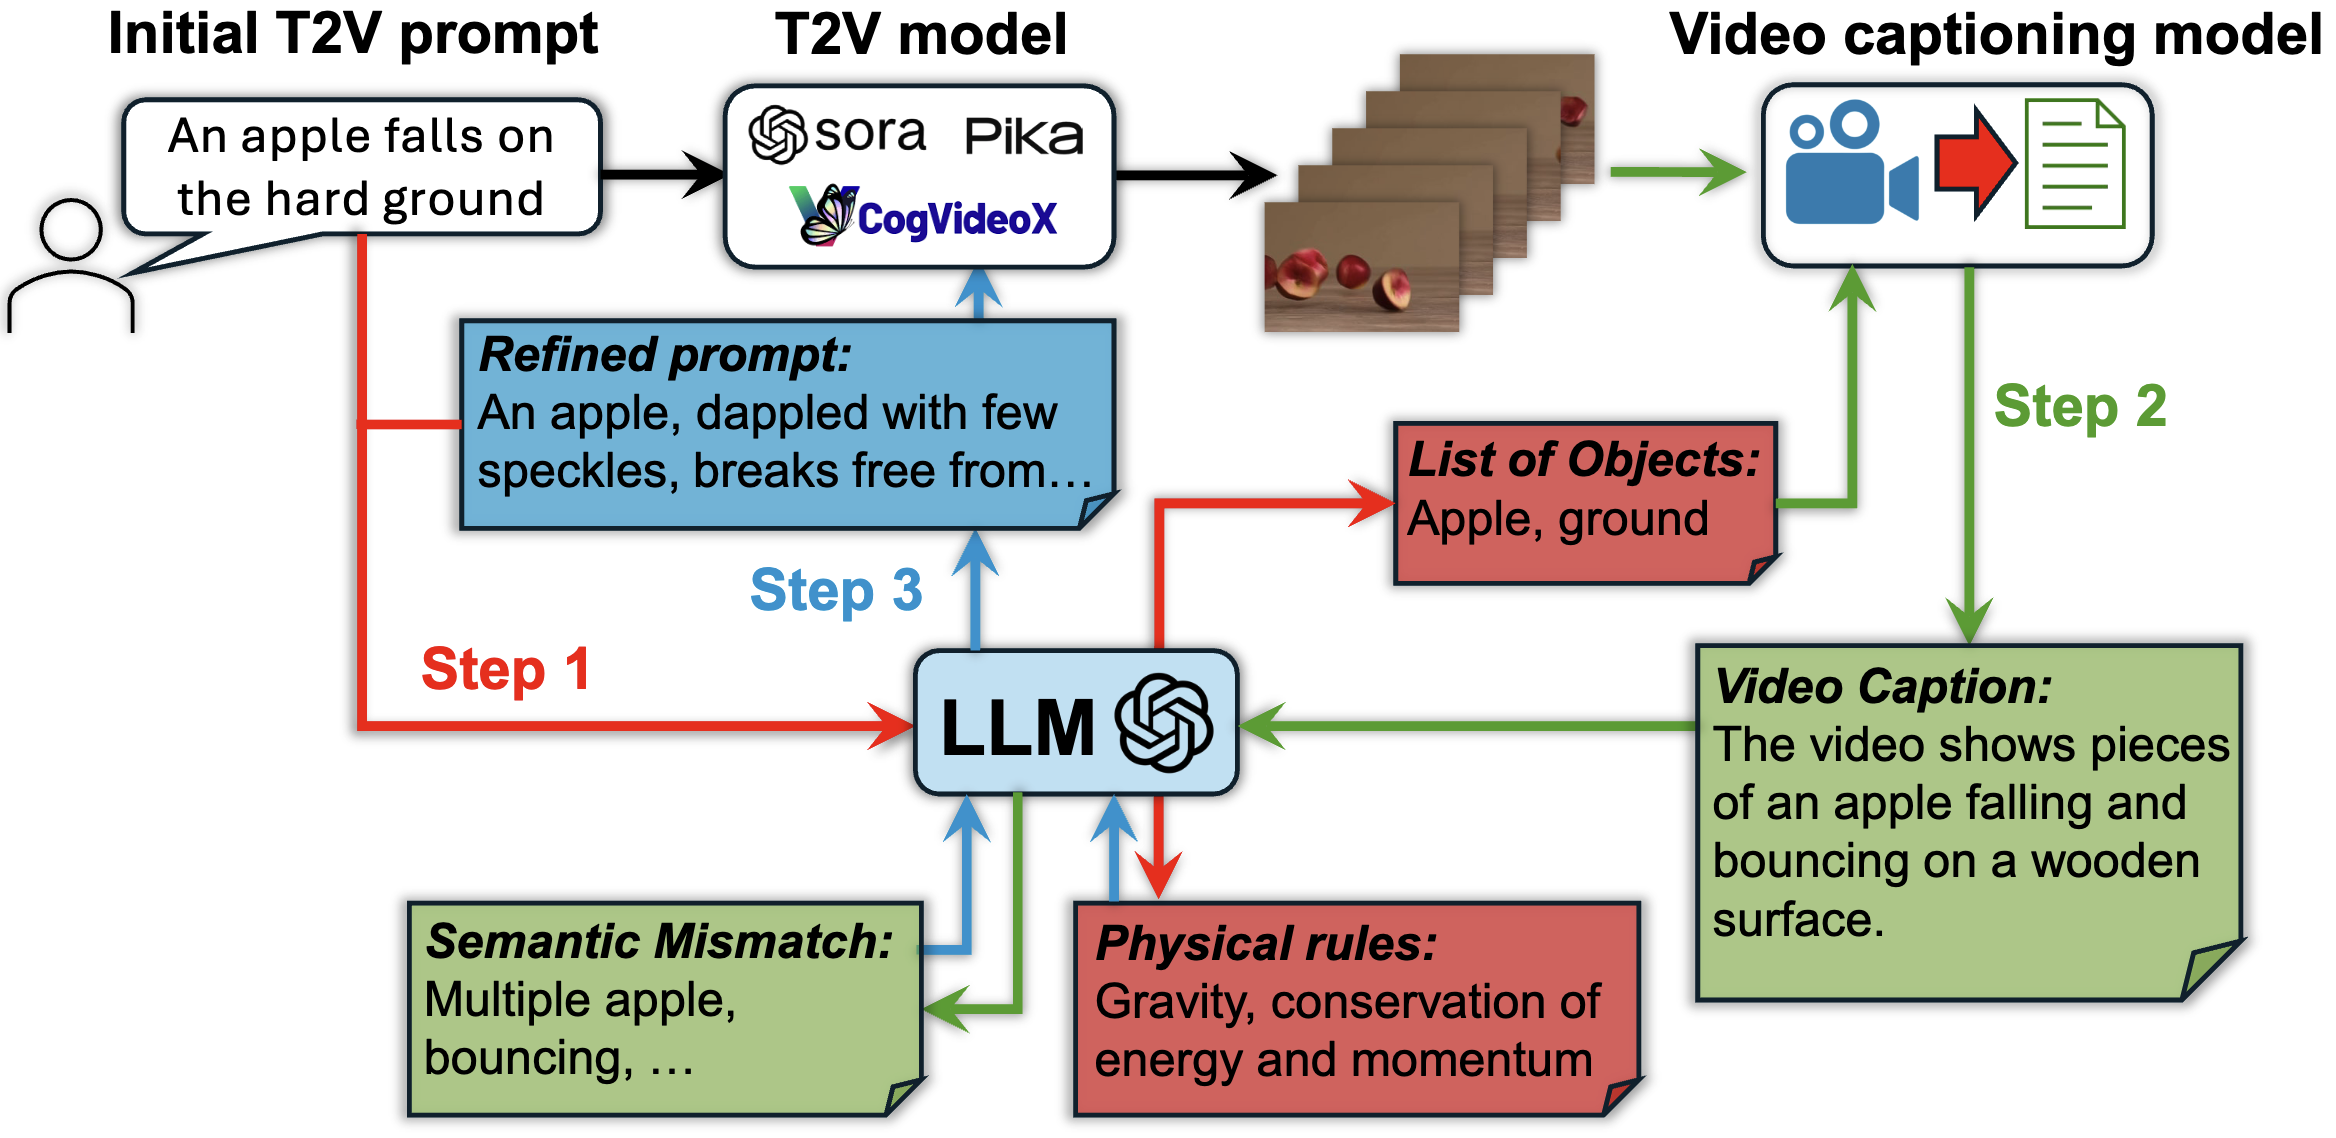 Initial T2V prompt
T2V model
Video captioning model
An apple falls on
the hard ground
sora
PiKa
CogVideoX
Refined prompt:
An apple, dappled with few
speckles, breaks free from...
Step 2
List of Objects:
Apple, ground
Step 3
Step 1
LLM
Video Caption:
The video shows pieces
of an apple falling and
bouncing on a wooden
surface.
Semantic Mismatch:
Multiple apple,
bouncing, ...
Physical rules:
Gravity, conservation of
energy and momentum